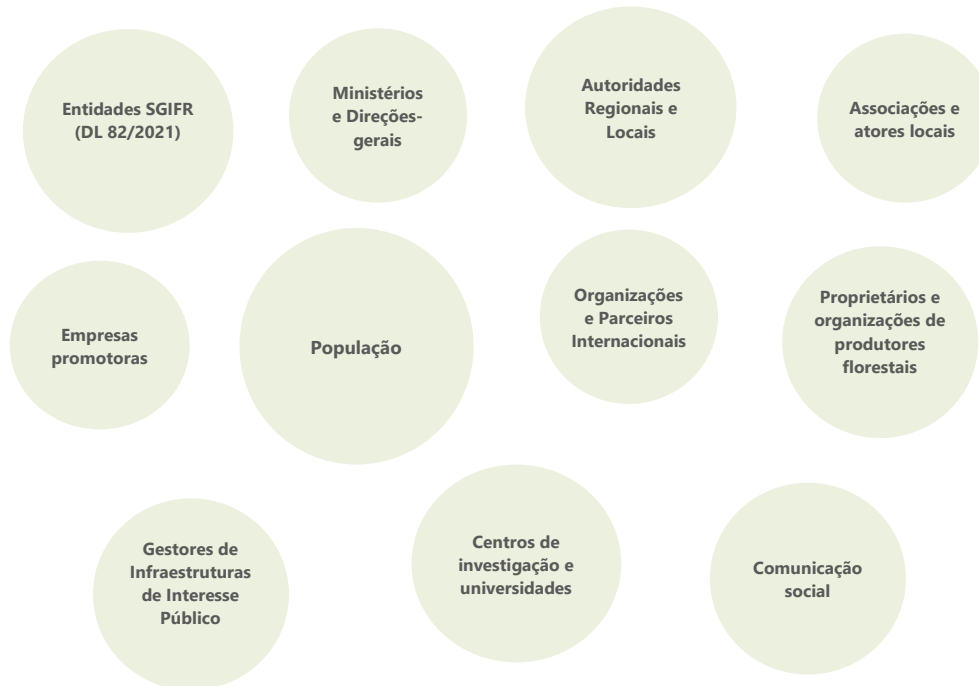 Entidades SGIFR
(DL 82/2021)
Ministérios
e Direções-
gerais
Autoridades
Regionais e
Locais
Associações e
atores locais
Empresas
promotoras
População
Organizações
e Parceiros
Internacionais
Proprietários e
organizações de
produtores
florestais
Gestores de
Infraestruturas
de Interesse
Público
Centros de
investigação e
universidades
Comunicação
social